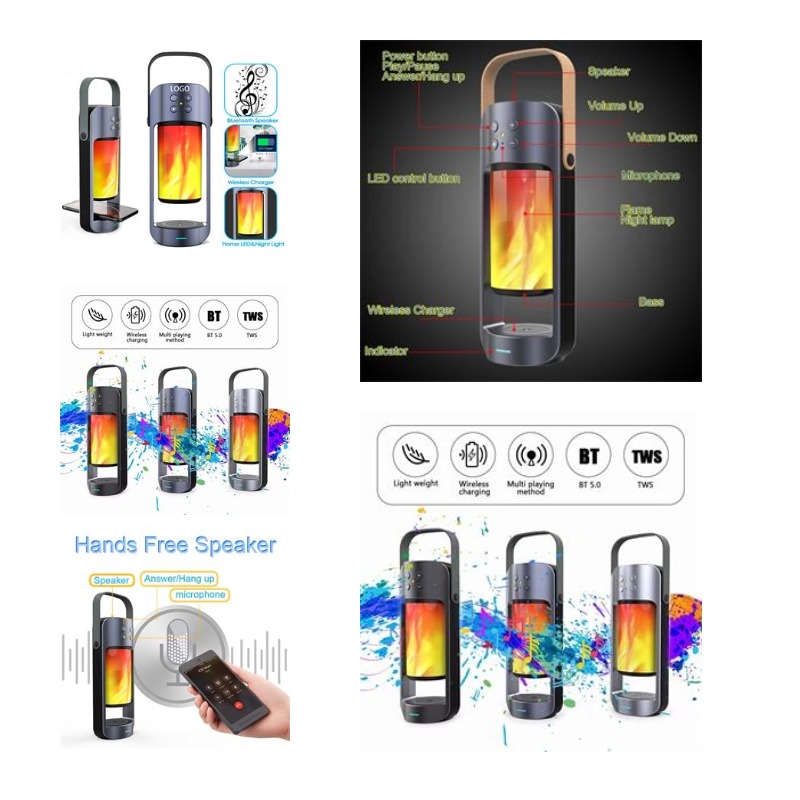 LOGO
Bluetooth Speaker
Wireless Charger
Flame LED&Night Light
Power button
Play/Pause
Answer/Hang up
Speaker
Volume Up
Volume Down
LED control button
Microphone
Flame
Night lamp
Bass
Wireless Charger
Indicator
Light weight
Wireless
charging
Multi playing
method
BT
BT 5.0
TWS
TWS
Hands Free Speaker
Speaker
Answer/Hang up
microphone
Light weight
Wireless
charging
Multi playing
method
BT
BT 5.0
TWS
TWS